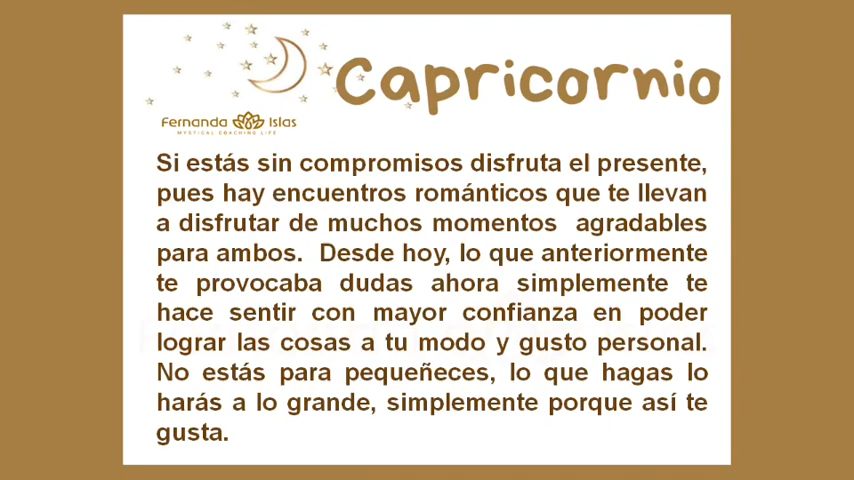 Capricornio
Fernanda Islas
MYSTICAL COACHING LIFE
Si estás sin compromisos disfruta el presente,
pues hay encuentros románticos que te llevan
a disfrutar de muchos momentos agradables
para ambos. Desde hoy, lo que anteriormente
te provocaba dudas ahora simplemente te
hace sentir con mayor confianza en poder
lograr las cosas a tu modo y gusto personal.
No estás para pequeñeces, lo que hagas lo
harás a lo grande, simplemente porque así te
gusta.